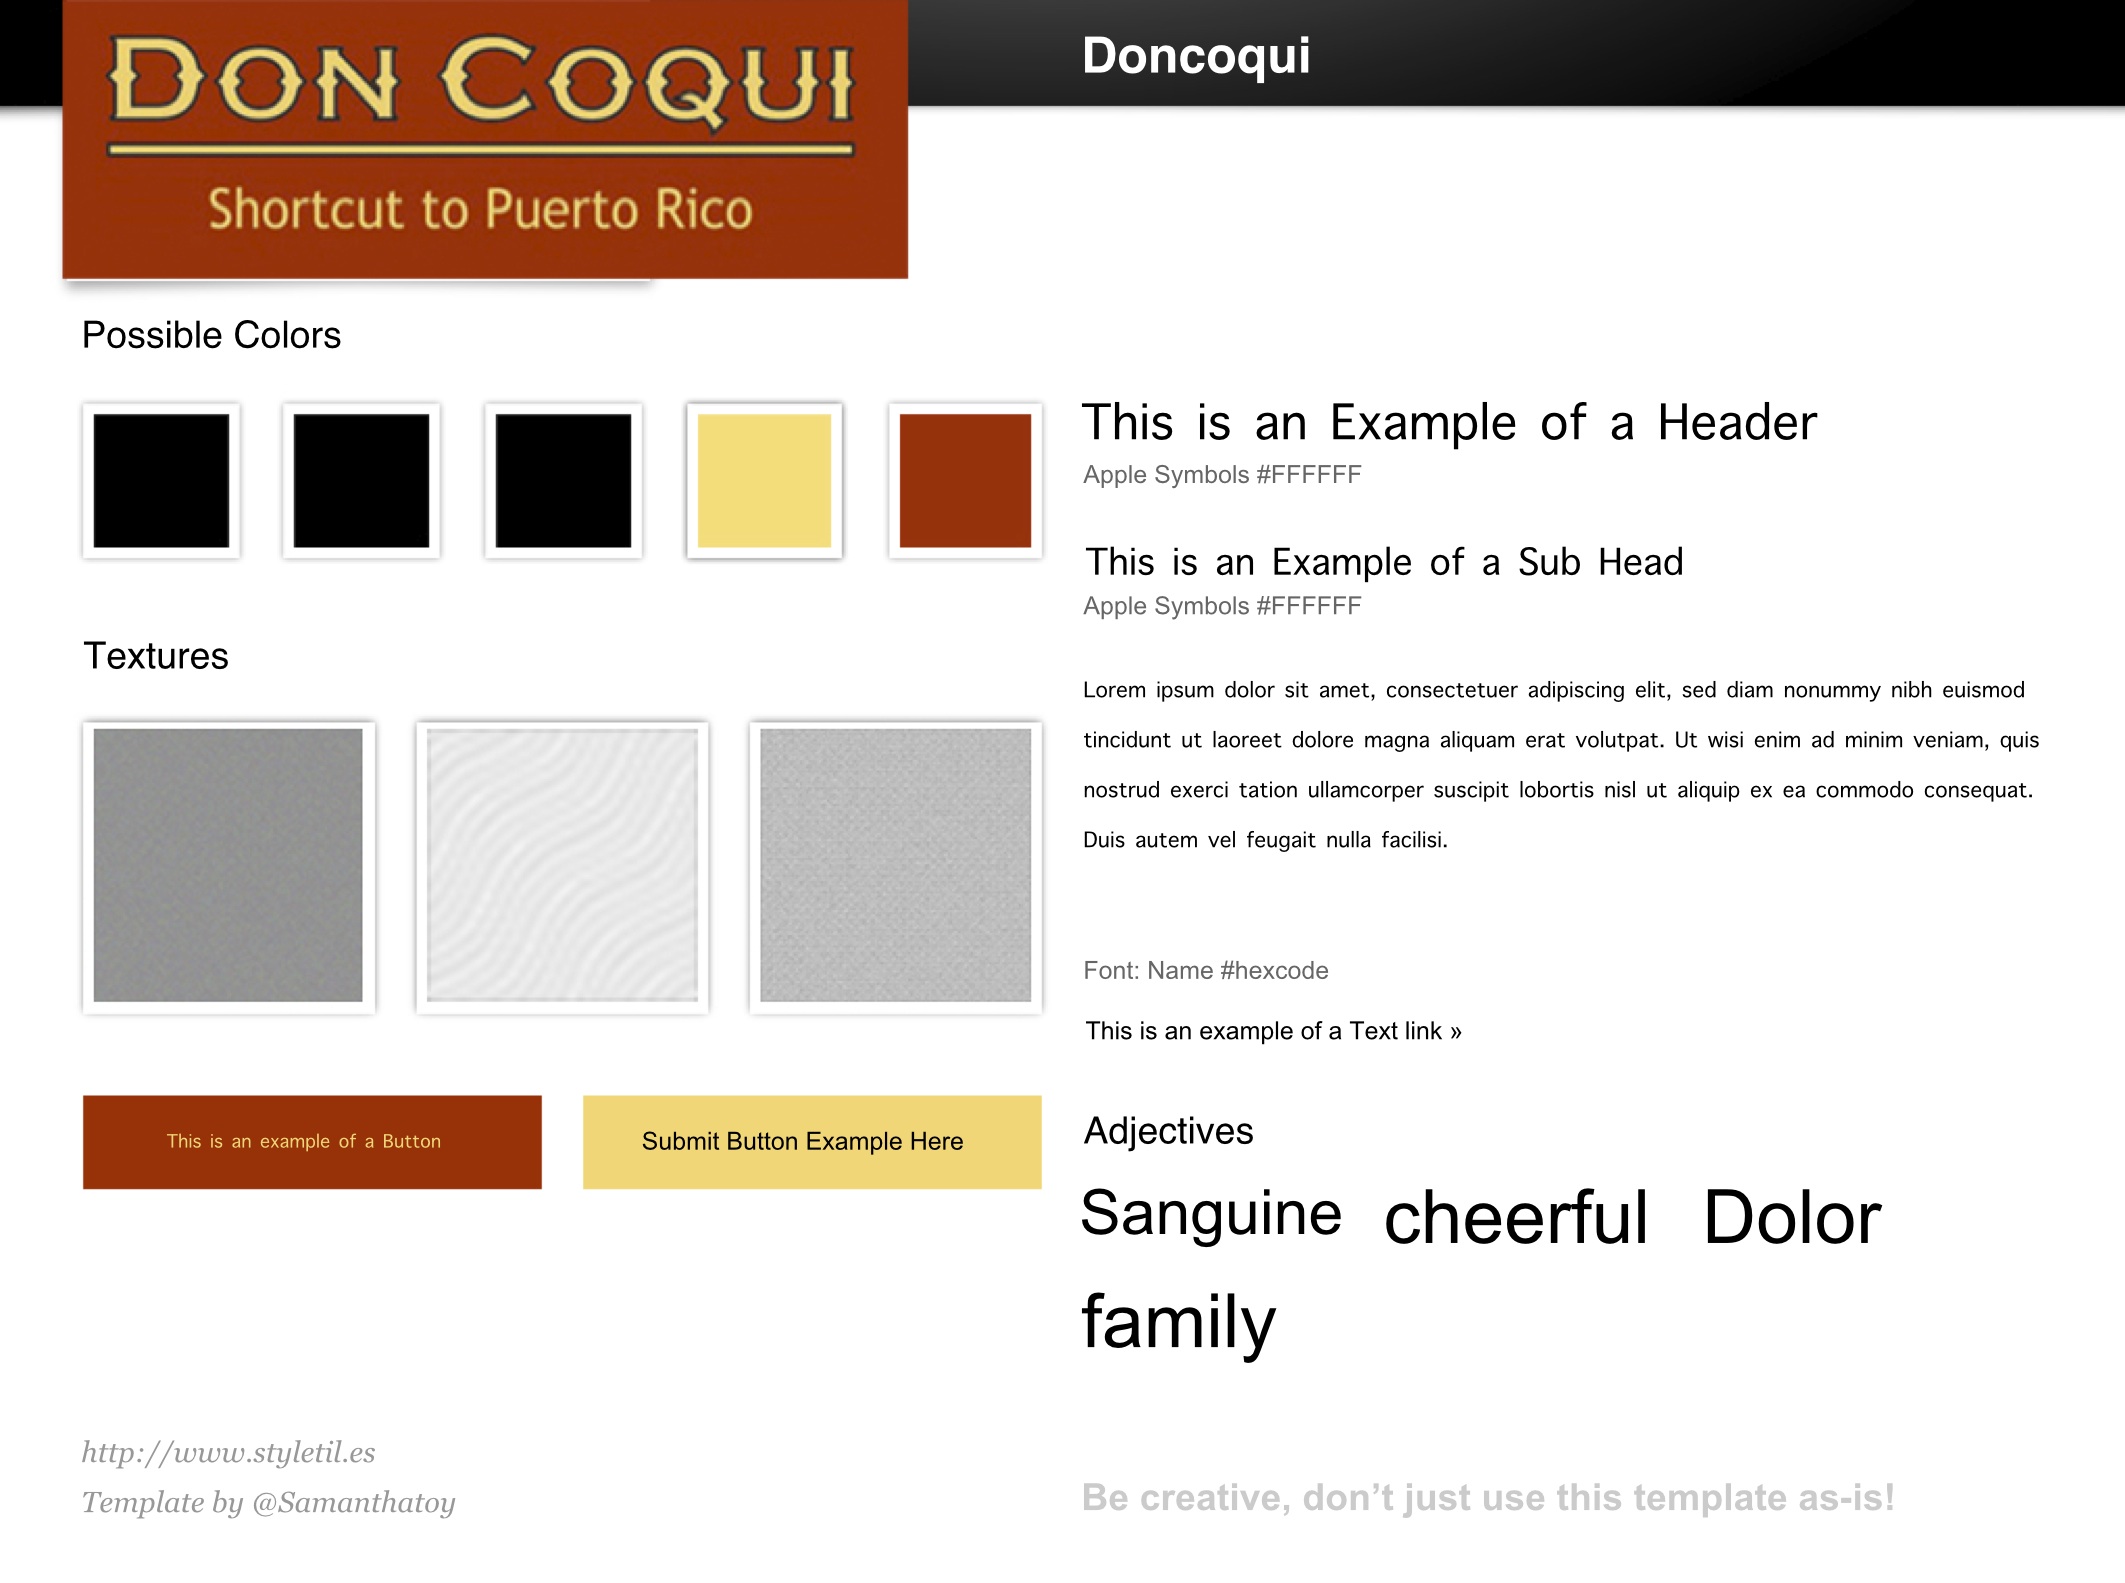 DON COQUI
Shortcut to Puerto Rico
Doncoqui
Possible Colors
Textures
This is an example of a Button
Submit Button Example Here
This is an Example of a Header
Apple Symbols #FFFFFF
This is an Example of a Sub Head
Apple Symbols #FFFFFF
Lorem ipsum dolor sit amet, consectetuer adipiscing elit, sed diam nonummy nibh euismod
tincidunt ut laoreet dolore magna aliquam erat volutpat. Ut wisi enim ad minim veniam, quis
nostrud exerci tation ullamcorper suscipit lobortis nisl ut aliquip ex ea commodo consequat.
Duis autem vel feugait nulla facilisi.
Font: Name #hexcode
This is an example of a Text link »
Adjectives
Sanguine cheerful Dolor
family
http://www.styletil.es
Template by @Samanthatoy
Be creative, don’t just use this template as-is!